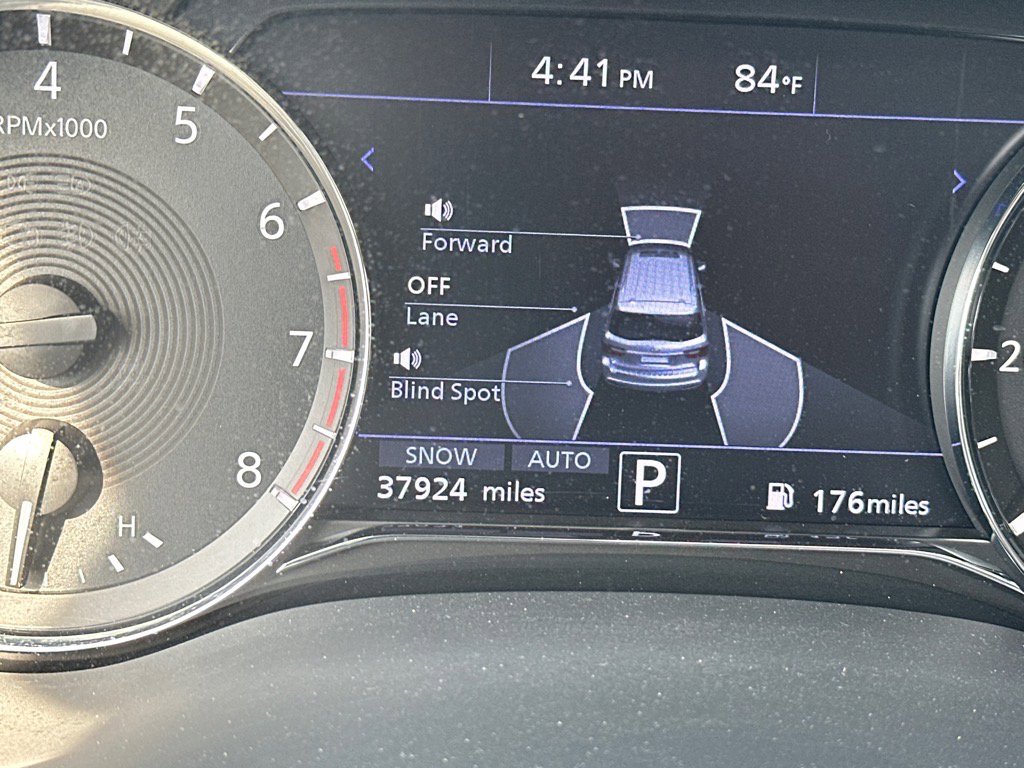 4:41 PM 84°F
4
5
RPMx1000
6
7
8
H
Forward
OFF
Lane
Blind Spot
SNOW AUTO
37924 miles P 176miles
2